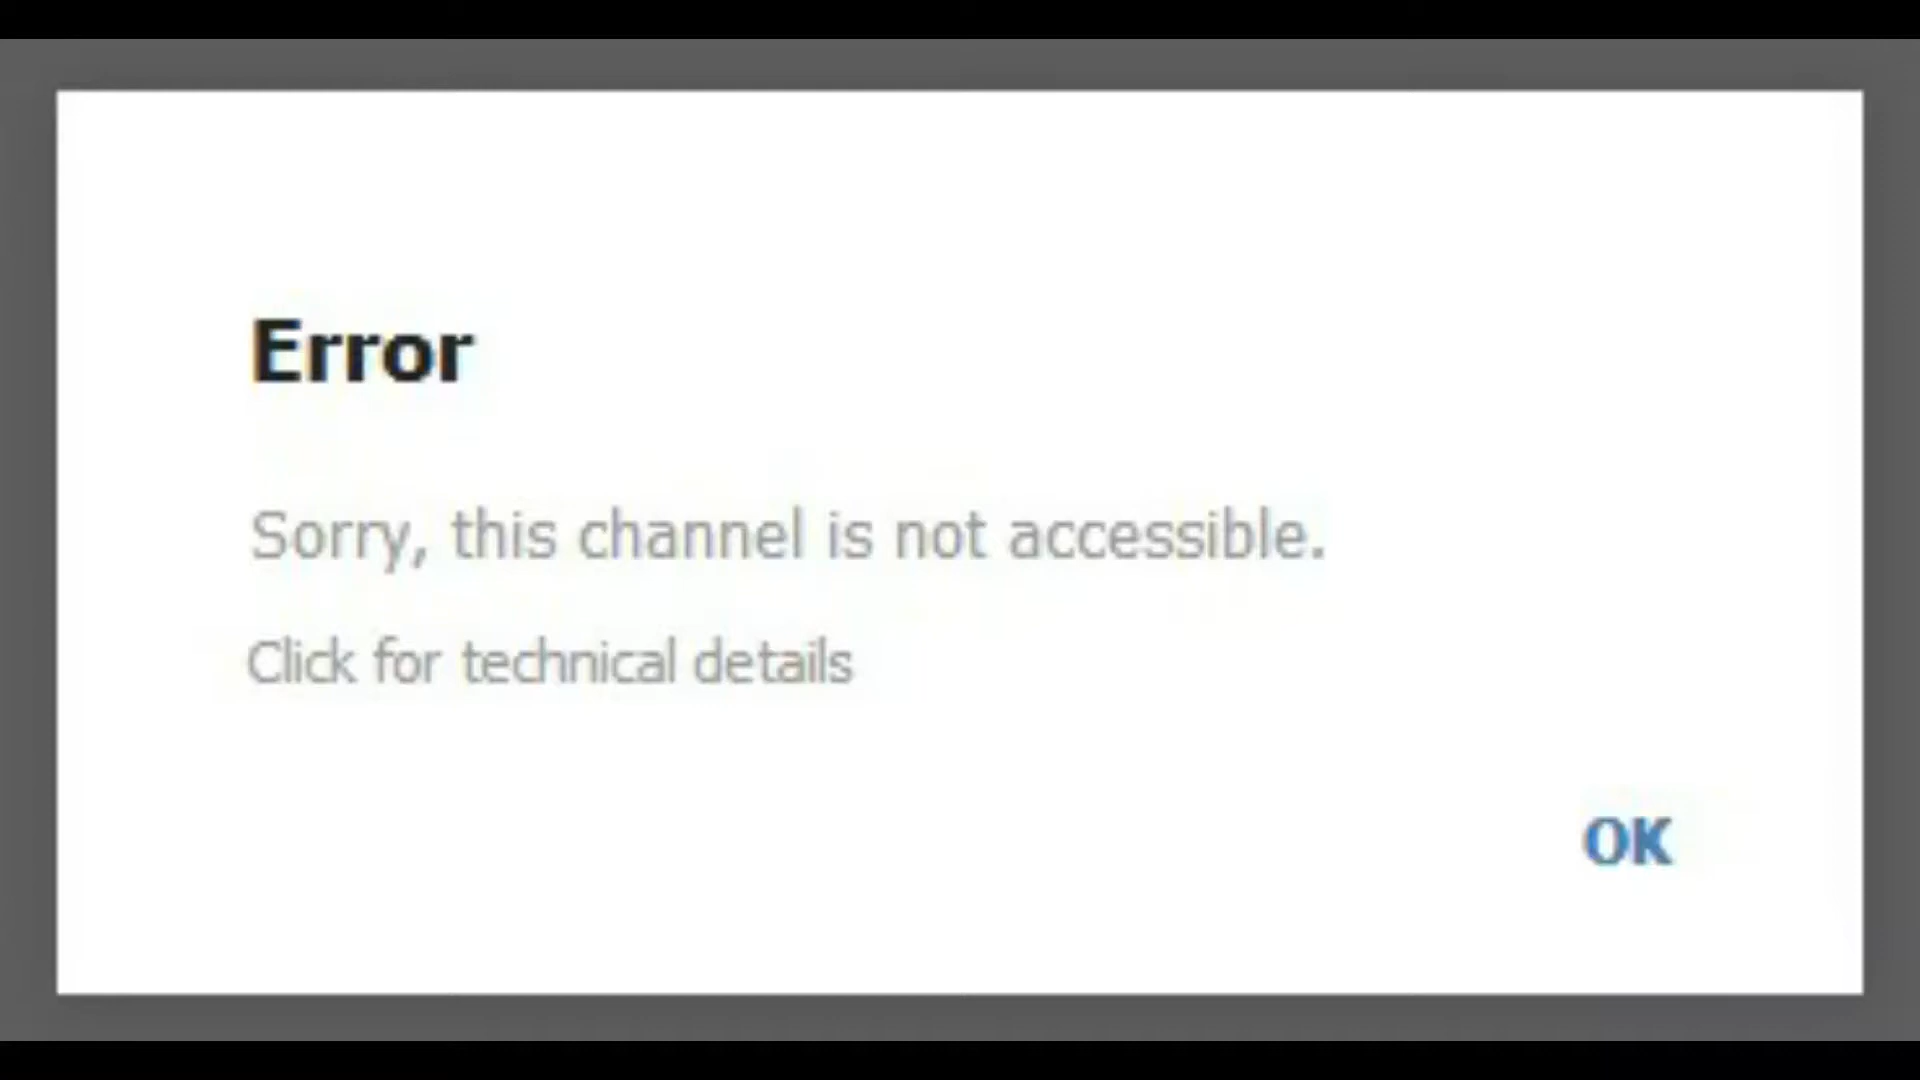 Error
Sorry, this channel is not accessible.
Click for technical details
OK